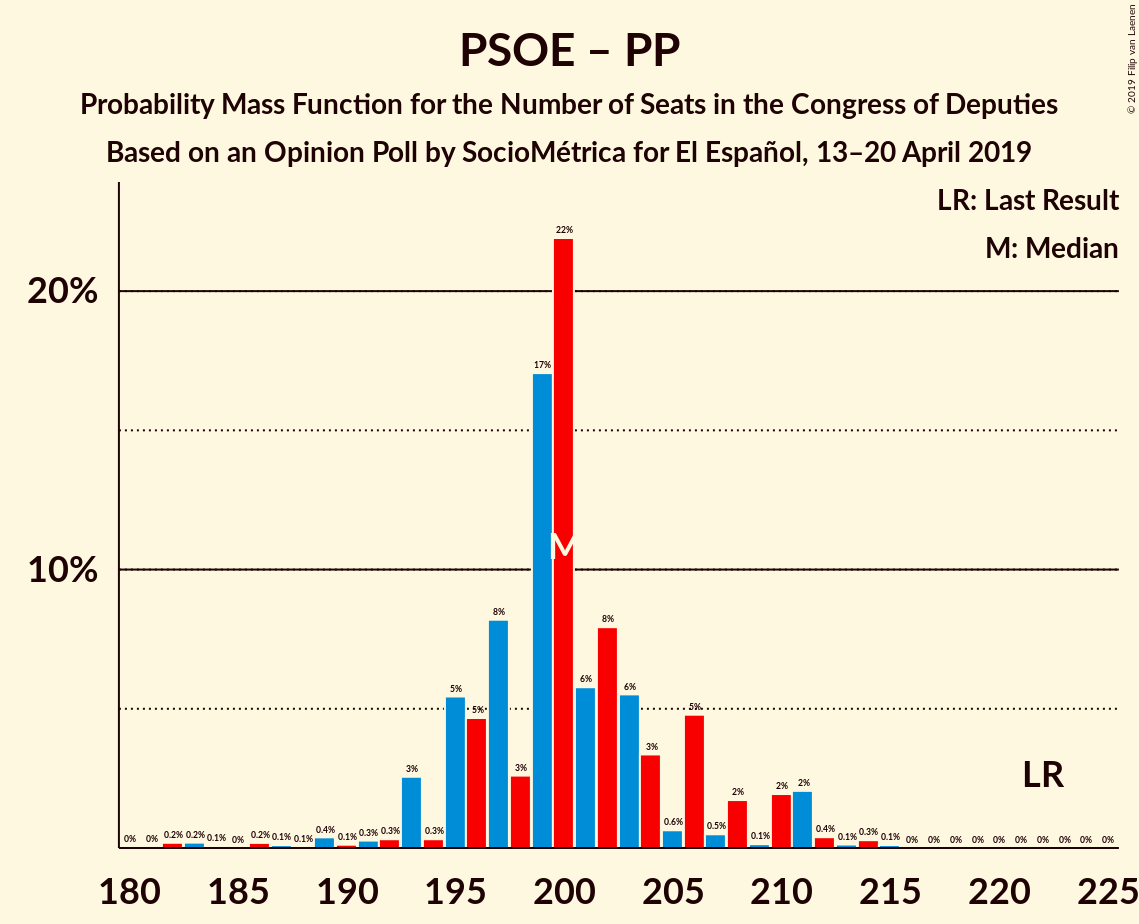 PSOE – PP
Probability Mass Function for the Number of Seats in the Congress of Deputies
Based on an Opinion Poll by SocioMétrica for El Español, 13–20 April 2019
© 2019 Filip van Laenen
LR: Last Result
M: Median
20%
10%
0% 0% 0.2% 0.2% 0.1% 0% 0.2% 0.1% 0.1% 0.4% 0.1% 0.3% 0.3% 3% 0.3% 5% 5% 8% 3% 17% 22% 6% 8% 6% 3% 0.6% 5% 0.5% 2% 0.1% 2% 2% 0.4% 0.1% 0.3% 0.1% 0% 0% 0% 0% 0% 0% 0% 0% 0% 0%
M
LR
180 185 190 195 200 205 210 215 220 225